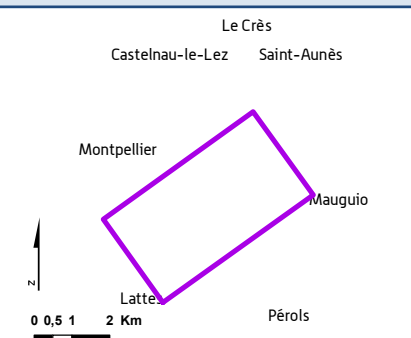 Le Crès
Castelnau-le-Lez Saint-Aunès
Montpellier
Mauguio
z
Lattes
Pérols
0 0,5 1 2 Km